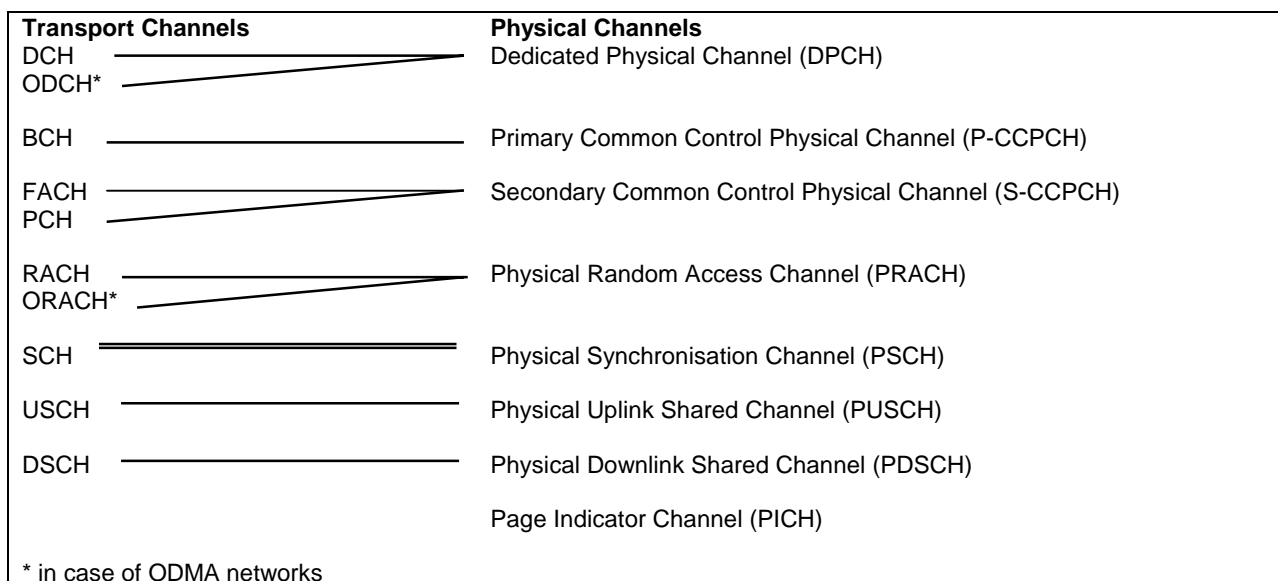 Transport Channels Physical Channels
DCH Dedicated Physical Channel (DPCH)
ODCH*
BCH Primary Common Control Physical Channel (P-CCPCH)
FACH Secondary Common Control Physical Channel (S-CCPCH)
PCH
RACH Physical Random Access Channel (PRACH)
ORACH*
SCH Physical Synchronisation Channel (PSCH)
USCH Physical Uplink Shared Channel (PUSCH)
DSCH Physical Downlink Shared Channel (PDSCH)
Page Indicator Channel (PICH)
* in case of ODMA networks